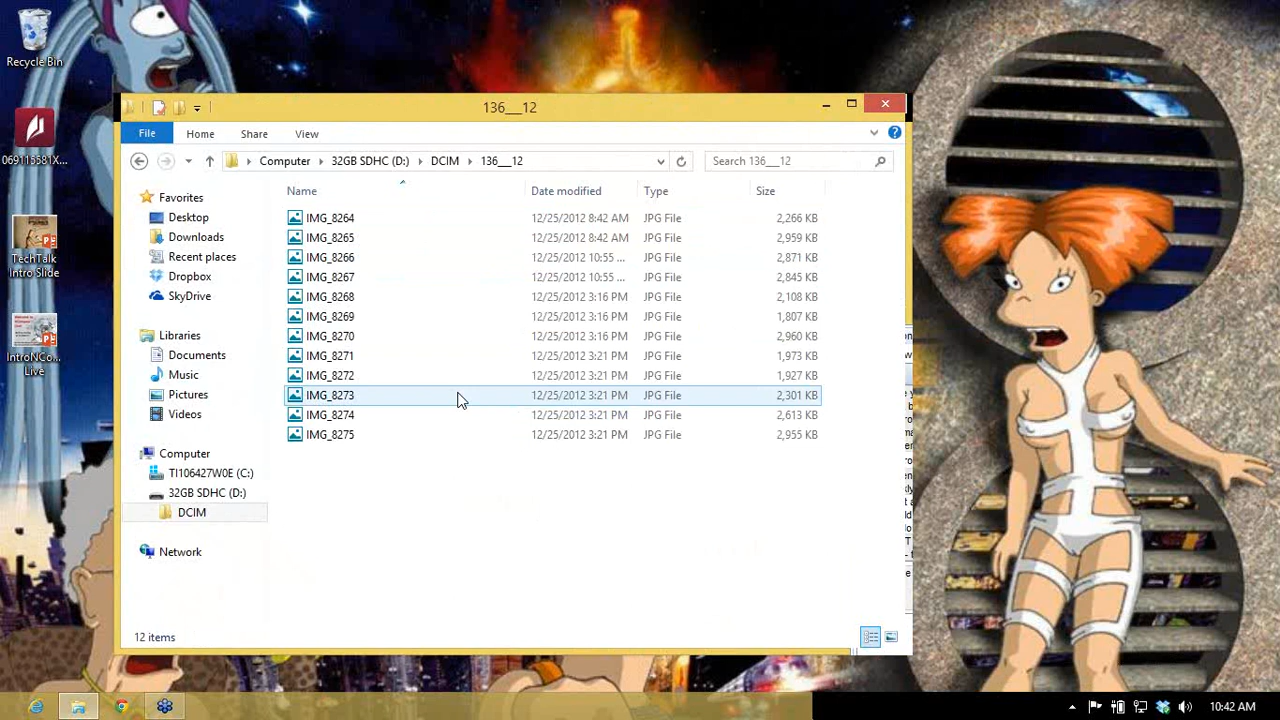 Recycle Bin
069113581X...
TechTalk
Intro Slide
IntroNCo...
Live
136___12
File Home Share View
Computer 32GB SDHC (D:) DCIM 136___12
Search 136___12
Name Date modified Type Size
Favorites
Desktop
Downloads
Recent places
Dropbox
SkyDrive
Libraries
Documents
Music
Pictures
Videos
Computer
TI106427W0E (C:)
32GB SDHC (D:)
DCIM
Network
IMG_8264 12/25/2012 8:42 AM JPG File 2,266 KB
IMG_8265 12/25/2012 8:42 AM JPG File 2,959 KB
IMG_8266 12/25/2012 10:55 ... JPG File 2,871 KB
IMG_8267 12/25/2012 10:55 ... JPG File 2,845 KB
IMG_8268 12/25/2012 3:16 PM JPG File 2,108 KB
IMG_8269 12/25/2012 3:16 PM JPG File 1,807 KB
IMG_8270 12/25/2012 3:16 PM JPG File 2,960 KB
IMG_8271 12/25/2012 3:21 PM JPG File 1,973 KB
IMG_8272 12/25/2012 3:21 PM JPG File 1,927 KB
IMG_8273 12/25/2012 3:21 PM JPG File 2,301 KB
IMG_8274 12/25/2012 3:21 PM JPG File 2,613 KB
IMG_8275 12/25/2012 3:21 PM JPG File 2,955 KB
12 items
10:42 AM